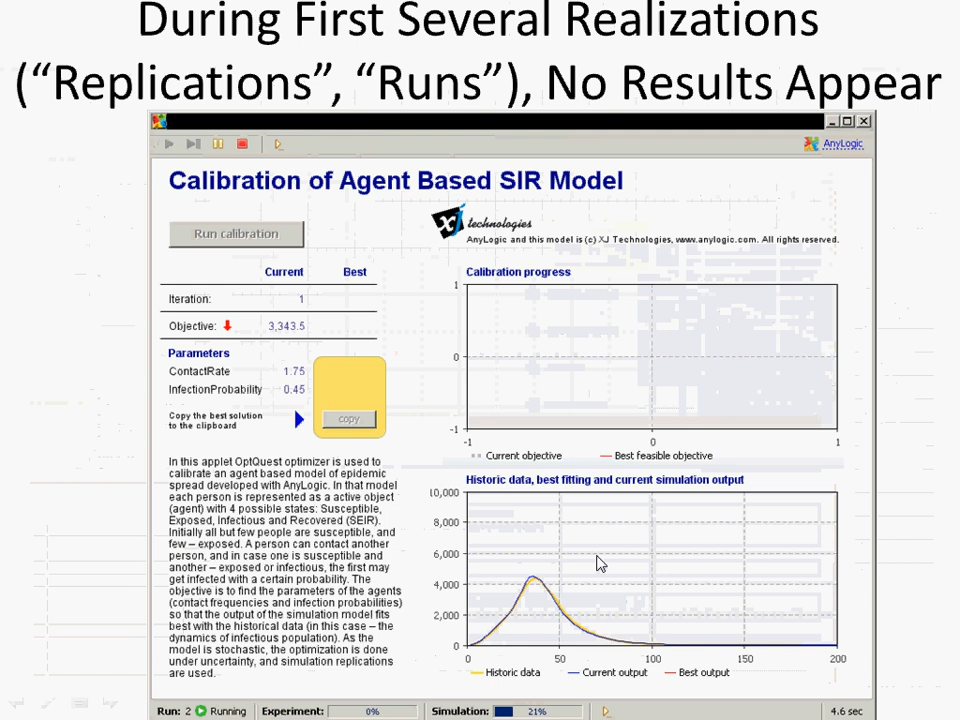 During First Several Realizations
(“Replications”, “Runs”), No Results Appear
AnyLogic
Calibration of Agent Based SIR Model
Run calibration
XJ technologies
AnyLogic and this model is (c) XJ Technologies, www.anylogic.com. All rights reserved.
Current Best
Iteration: 1
Objective: 3,343.5
Parameters
ContactRate 1.75
InfectionProbability 0.45
Copy the best solution
to the clipboard
copy
In this applet OptQuest optimizer is used to
calibrate an agent based model of epidemic
spread developed with AnyLogic. In that model
each person is represented as a active object
(agent) with 4 possible states: Susceptible,
Exposed, Infectious and Recovered (SEIR).
Initially all but few people are susceptible, and
few – exposed. A person can contact another
person, and in case one is susceptible and
another – exposed or infectious, the first may
get infected with a certain probability. The
objective is to find the parameters of the agents
(contact frequencies and infection probabilities)
so that the output of the simulation model fits
best with the historical data (in this case – the
dynamics of infectious population). As the
model is stochastic, the optimization is done
under uncertainty, and simulation replications
are used.
Calibration progress
1
0
-1
-1 0 1
Current objective Best feasible objective
Historic data, best fitting and current simulation output
10,000
8,000
6,000
4,000
2,000
0
0 50 100 150 200
Historic data Current output Best output
Run: 2 Running Experiment: 0% Simulation: 21% 4.6 sec